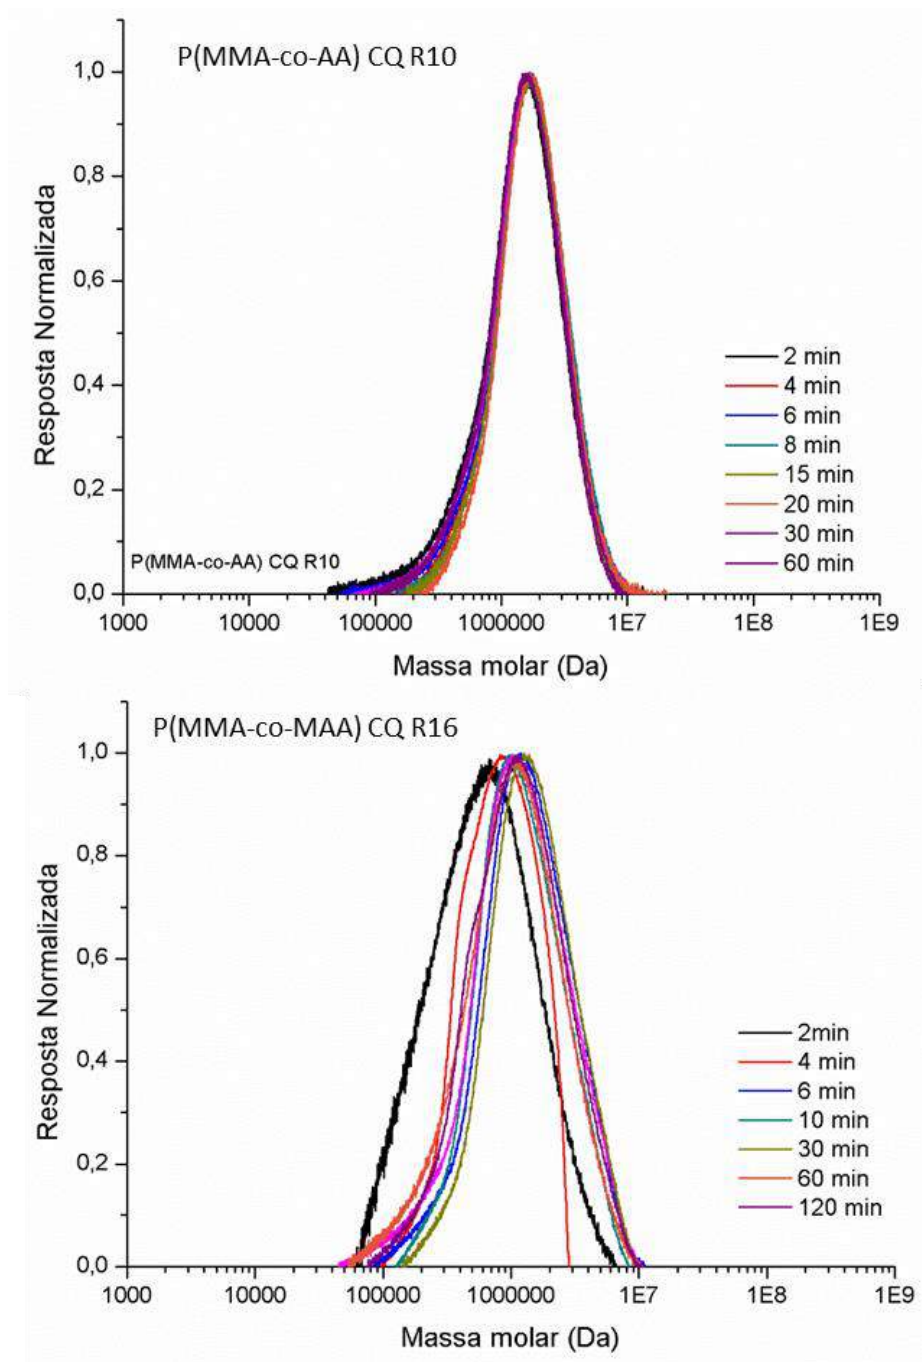 P(MMA-co-AA) CQ R10
1,0
0,8
0,6
0,4
0,2
0,0
Resposta Normalizada
2 min
4 min
6 min
8 min
15 min
20 min
30 min
60 min
P(MMA-co-AA) CQ R10
1000 10000 100000 1000000 1E7 1E8 1E9
Massa molar (Da)
P(MMA-co-MAA) CQ R16
1,0
0,8
0,6
0,4
0,2
0,0
Resposta Normalizada
2min
4 min
6 min
10 min
30 min
60 min
120 min
1000 10000 100000 1000000 1E7 1E8 1E9
Massa molar (Da)